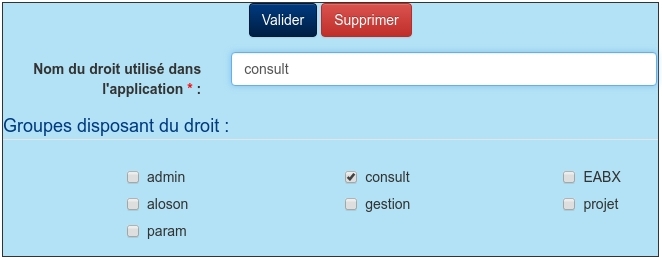 Valider Supprimer
Nom du droit utilisé dans
l'application * :
consult
Groupes disposant du droit :
admin consult EABX
aloson gestion projet
param